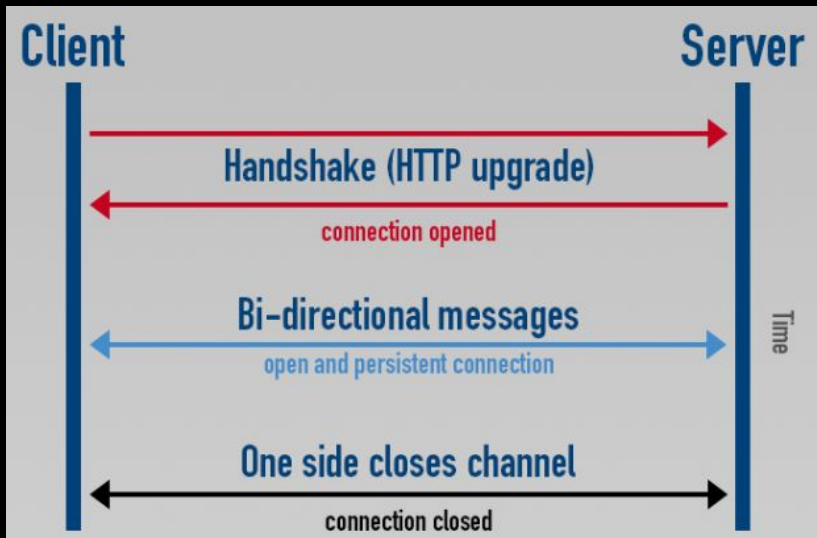 Client
Server
Handshake (HTTP upgrade)
connection opened
Bi-directional messages
open and persistent connection
Time
One side closes channel
connection closed